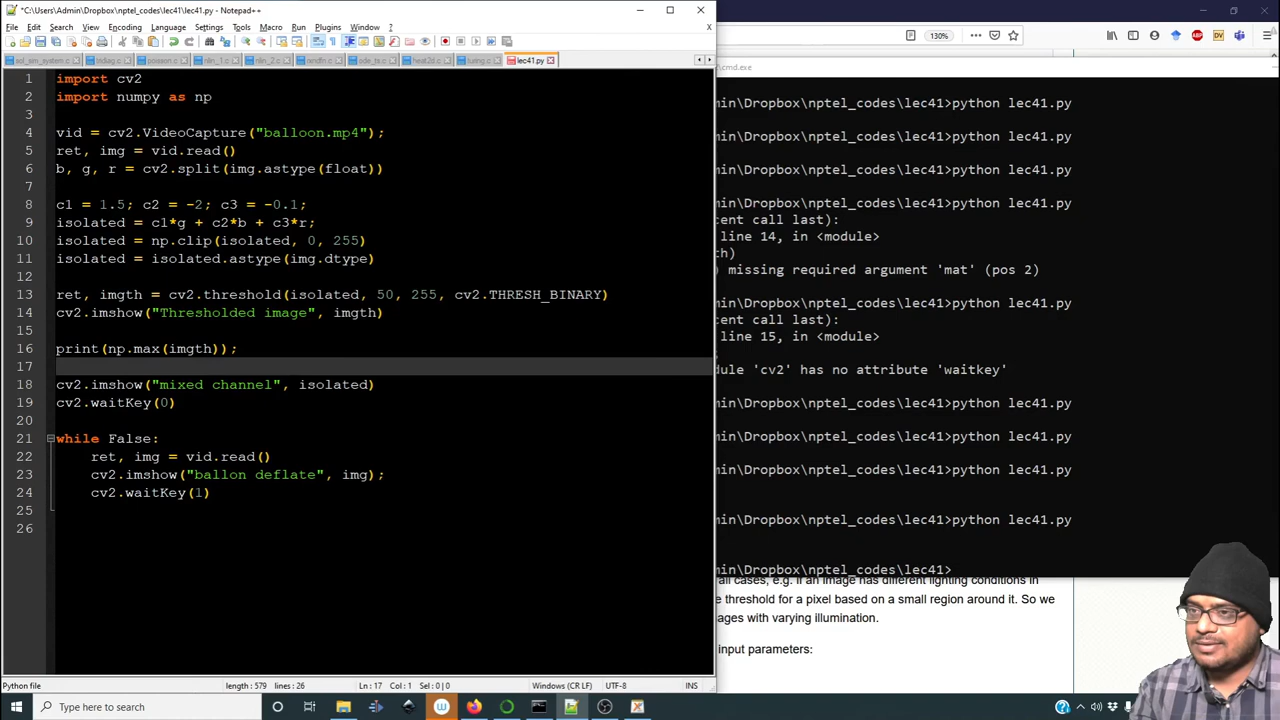 *C:\Users\Admin\Dropbox\nptel_codes\lec41\lec41.py - Notepad++
File Edit Search View Encoding Language Settings Tools Macro Run Plugins Window ?
130%
sol_sim_system.c tridiag.c poisson.c nlin_1.c nlin_2.c rendfn.c ode_ts.c heat2d.c turing.c lec41.py
cmd.exe
1 import cv2
2 import numpy as np
3
4 vid = cv2.VideoCapture("balloon.mp4");
5 ret, img = vid.read()
6 b, g, r = cv2.split(img.astype(float))
7
8 c1 = 1.5; c2 = -2; c3 = -0.1;
9 isolated = c1*g + c2*b + c3*r;
10 isolated = np.clip(isolated, 0, 255)
11 isolated = isolated.astype(img.dtype)
12
13 ret, imgth = cv2.threshold(isolated, 50, 255, cv2.THRESH_BINARY)
14 cv2.imshow("Thresholded image", imgth)
15
16 print(np.max(imgth));
17
18 cv2.imshow("mixed channel", isolated)
19 cv2.waitKey(0)
20
21 while False:
22 ret, img = vid.read()
23 cv2.imshow("ballon deflate", img);
24 cv2.waitKey(1)
25
26
min\Dropbox\nptel_codes\lec41>python lec41.py
min\Dropbox\nptel_codes\lec41>python lec41.py
min\Dropbox\nptel_codes\lec41>python lec41.py
min\Dropbox\nptel_codes\lec41>python lec41.py
cent call last):
line 14, in <module>
th)
) missing required argument 'mat' (pos 2)
min\Dropbox\nptel_codes\lec41>python lec41.py
cent call last):
line 15, in <module>
dule 'cv2' has no attribute 'waitkey'
min\Dropbox\nptel_codes\lec41>python lec41.py
min\Dropbox\nptel_codes\lec41>python lec41.py
min\Dropbox\nptel_codes\lec41>python lec41.py
min\Dropbox\nptel_codes\lec41>python lec41.py
min\Dropbox\nptel_codes\lec41>
all cases, e.g. if an image has different lighting conditions in
e threshold for a pixel based on a small region around it. So we
ages with varying illumination.
input parameters:
Python file length : 579 lines : 26 Ln : 17 Col : 1 Sel : 0 | 0 Windows (CR LF) UTF-8 INS
Type here to search